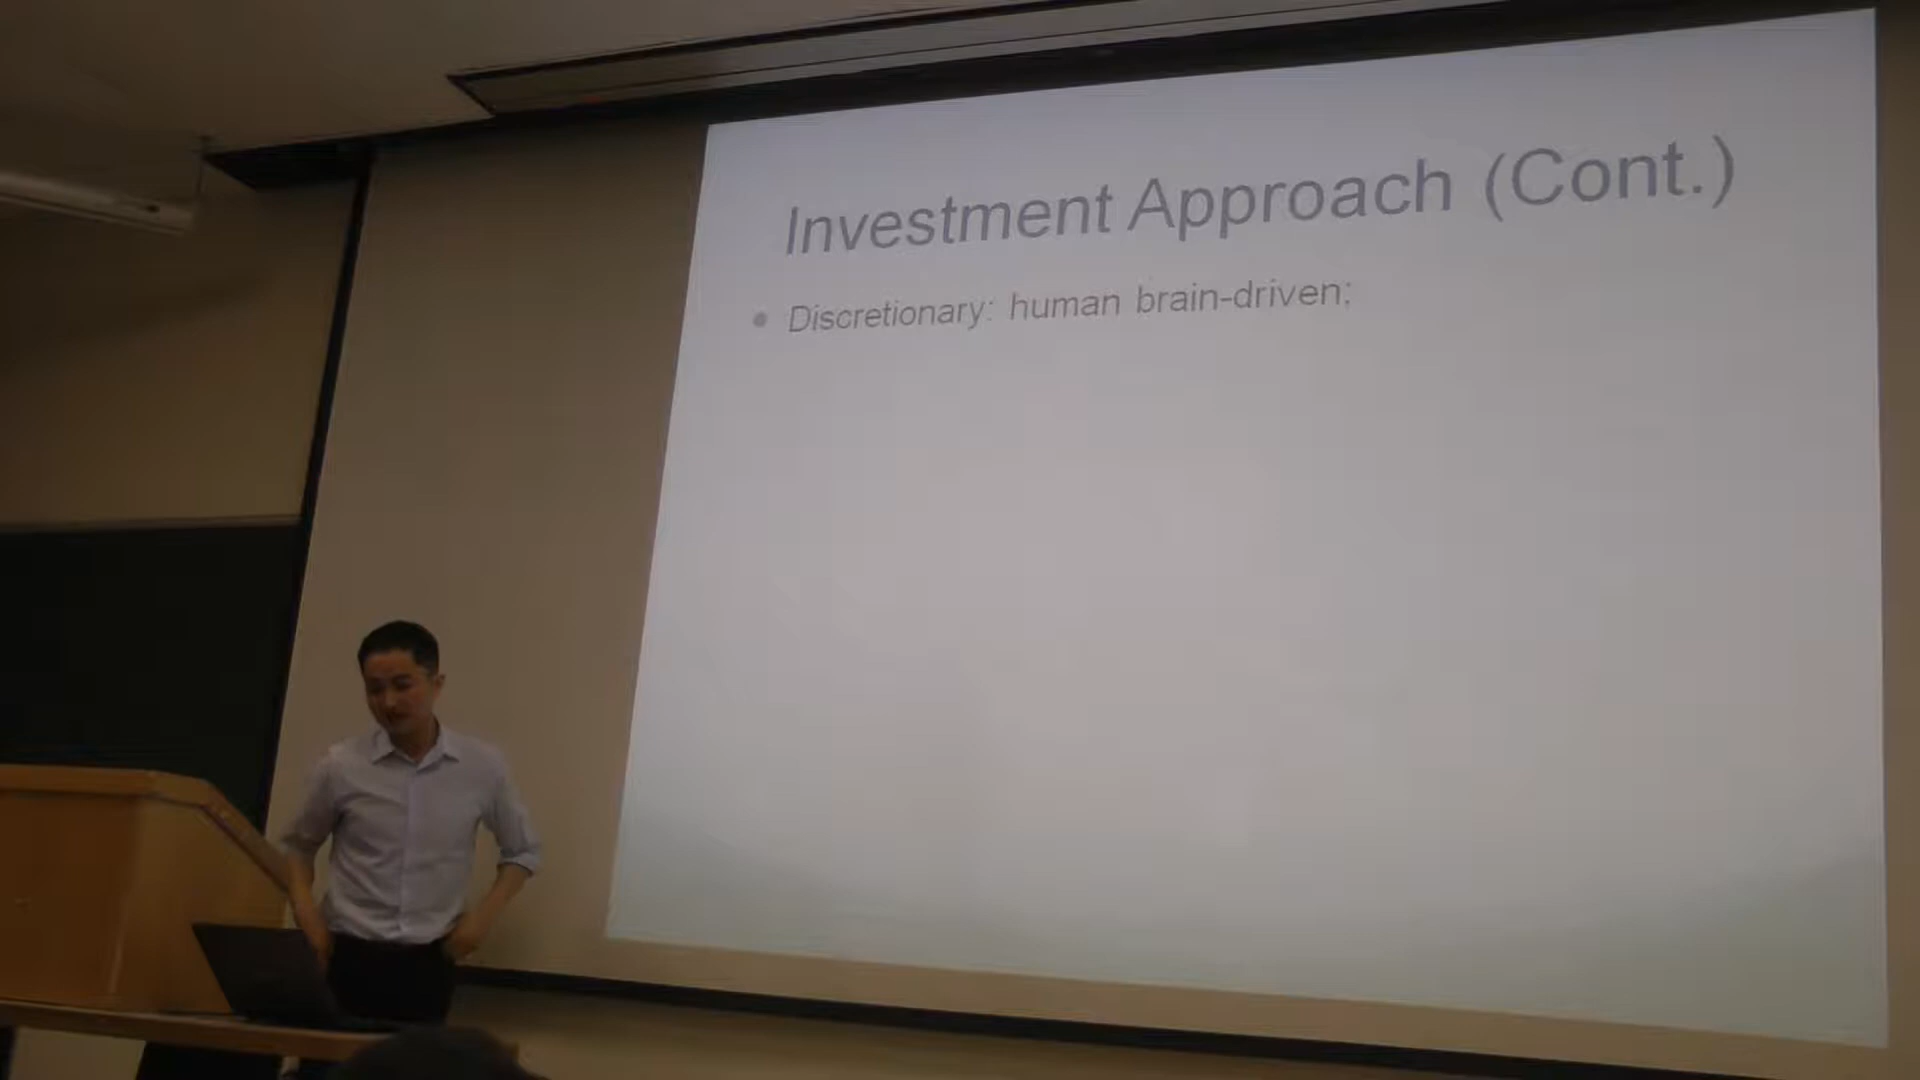 Investment Approach (Cont.)
• Discretionary: human brain-driven;